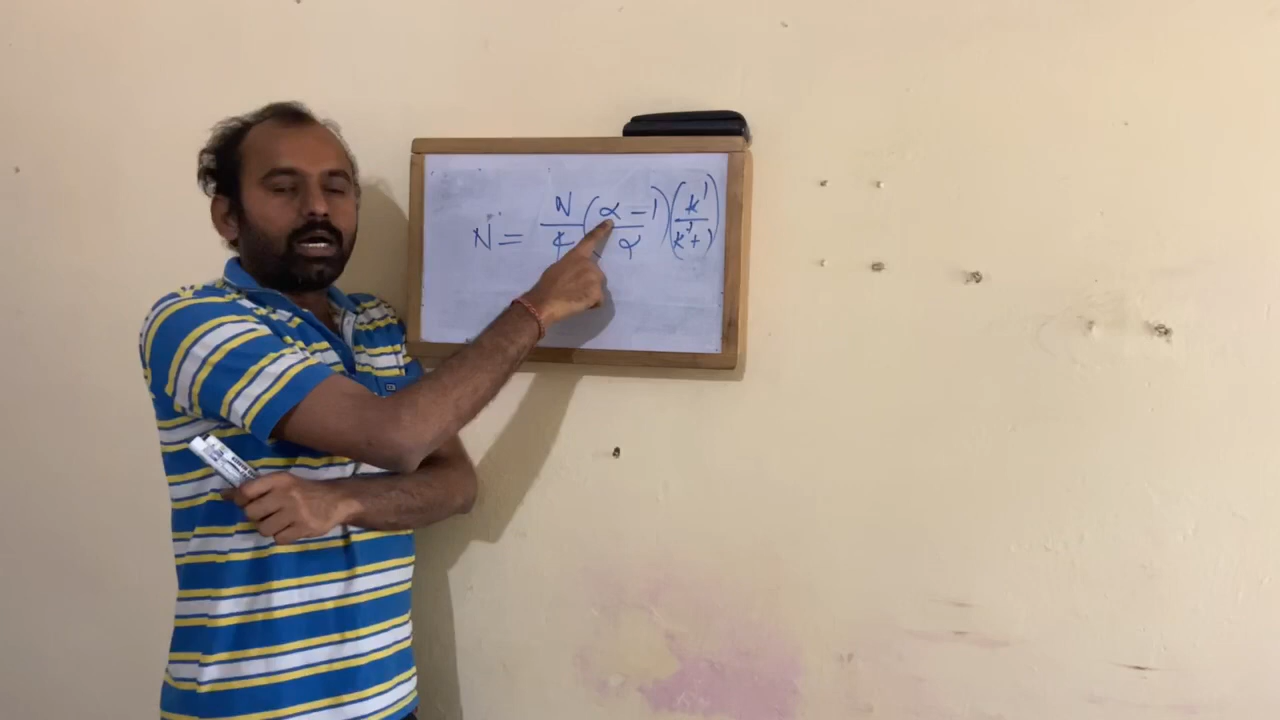 N = N/4 (α - 1 / α) (k' / k' + 1)